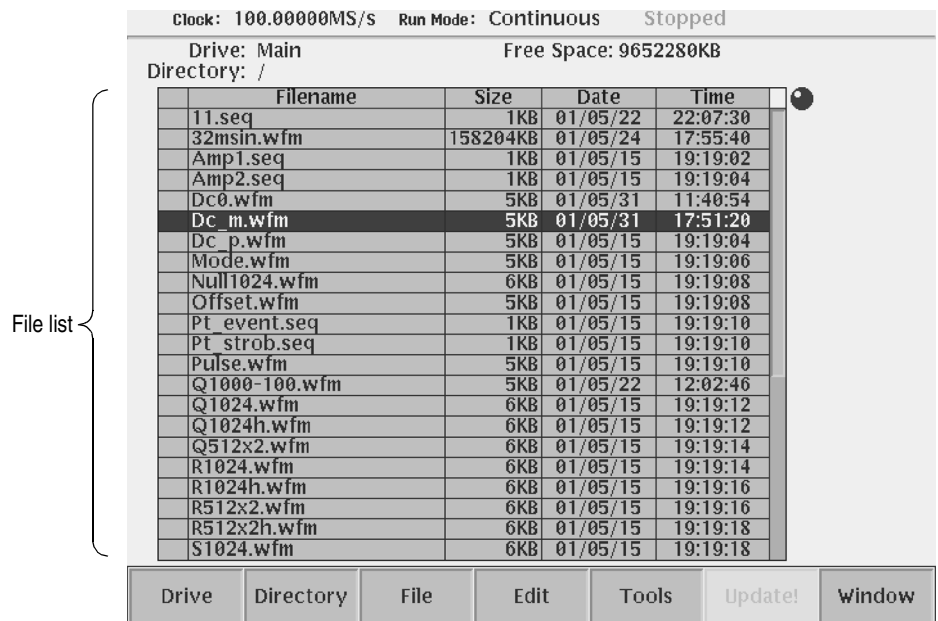 Clock: 100.00000MS/s Run Mode: Continuous Stopped
Drive: Main Free Space: 9652280KB
Directory: /
Filename Size Date Time
11.seq 1KB 01/05/22 22:07:30
32msin.wfm 158204KB 01/05/24 17:55:40
Amp1.seq 1KB 01/05/15 19:19:02
Amp2.seq 1KB 01/05/15 19:19:04
Dc0.wfm 5KB 01/05/31 11:40:54
Dc_m.wfm 5KB 01/05/31 17:51:20
Dc_p.wfm 5KB 01/05/15 19:19:04
Mode.wfm 5KB 01/05/15 19:19:06
Null1024.wfm 6KB 01/05/15 19:19:08
Offset.wfm 5KB 01/05/15 19:19:08
File list
Pt_event.seq 1KB 01/05/15 19:19:10
Pt_strob.seq 1KB 01/05/15 19:19:10
Pulse.wfm 5KB 01/05/15 19:19:10
Q1000-100.wfm 5KB 01/05/22 12:02:46
Q1024.wfm 6KB 01/05/15 19:19:12
Q1024h.wfm 6KB 01/05/15 19:19:12
Q512x2.wfm 6KB 01/05/15 19:19:14
R1024.wfm 6KB 01/05/15 19:19:14
R1024h.wfm 6KB 01/05/15 19:19:16
R512x2.wfm 6KB 01/05/15 19:19:16
R512x2h.wfm 6KB 01/05/15 19:19:18
S1024.wfm 6KB 01/05/15 19:19:18
Drive Directory File Edit Tools Update! Window